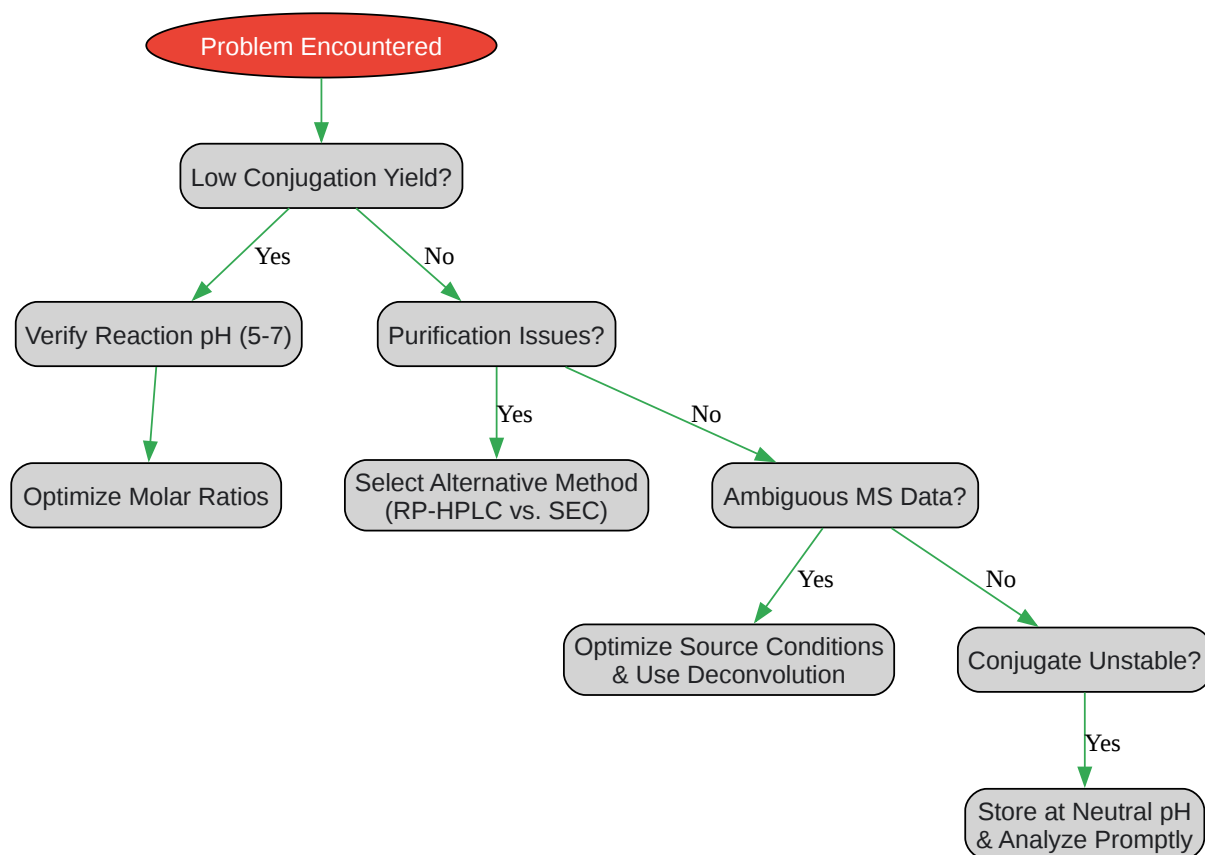 Problem Encountered
Low Conjugation Yield?
Yes
No
Verify Reaction pH (5-7)
Purification Issues?
Yes
No
Optimize Molar Ratios
Select Alternative Method
(RP-HPLC vs. SEC)
Ambiguous MS Data?
Yes
No
Optimize Source Conditions
& Use Deconvolution
Conjugate Unstable?
Yes
Store at Neutral pH
& Analyze Promptly